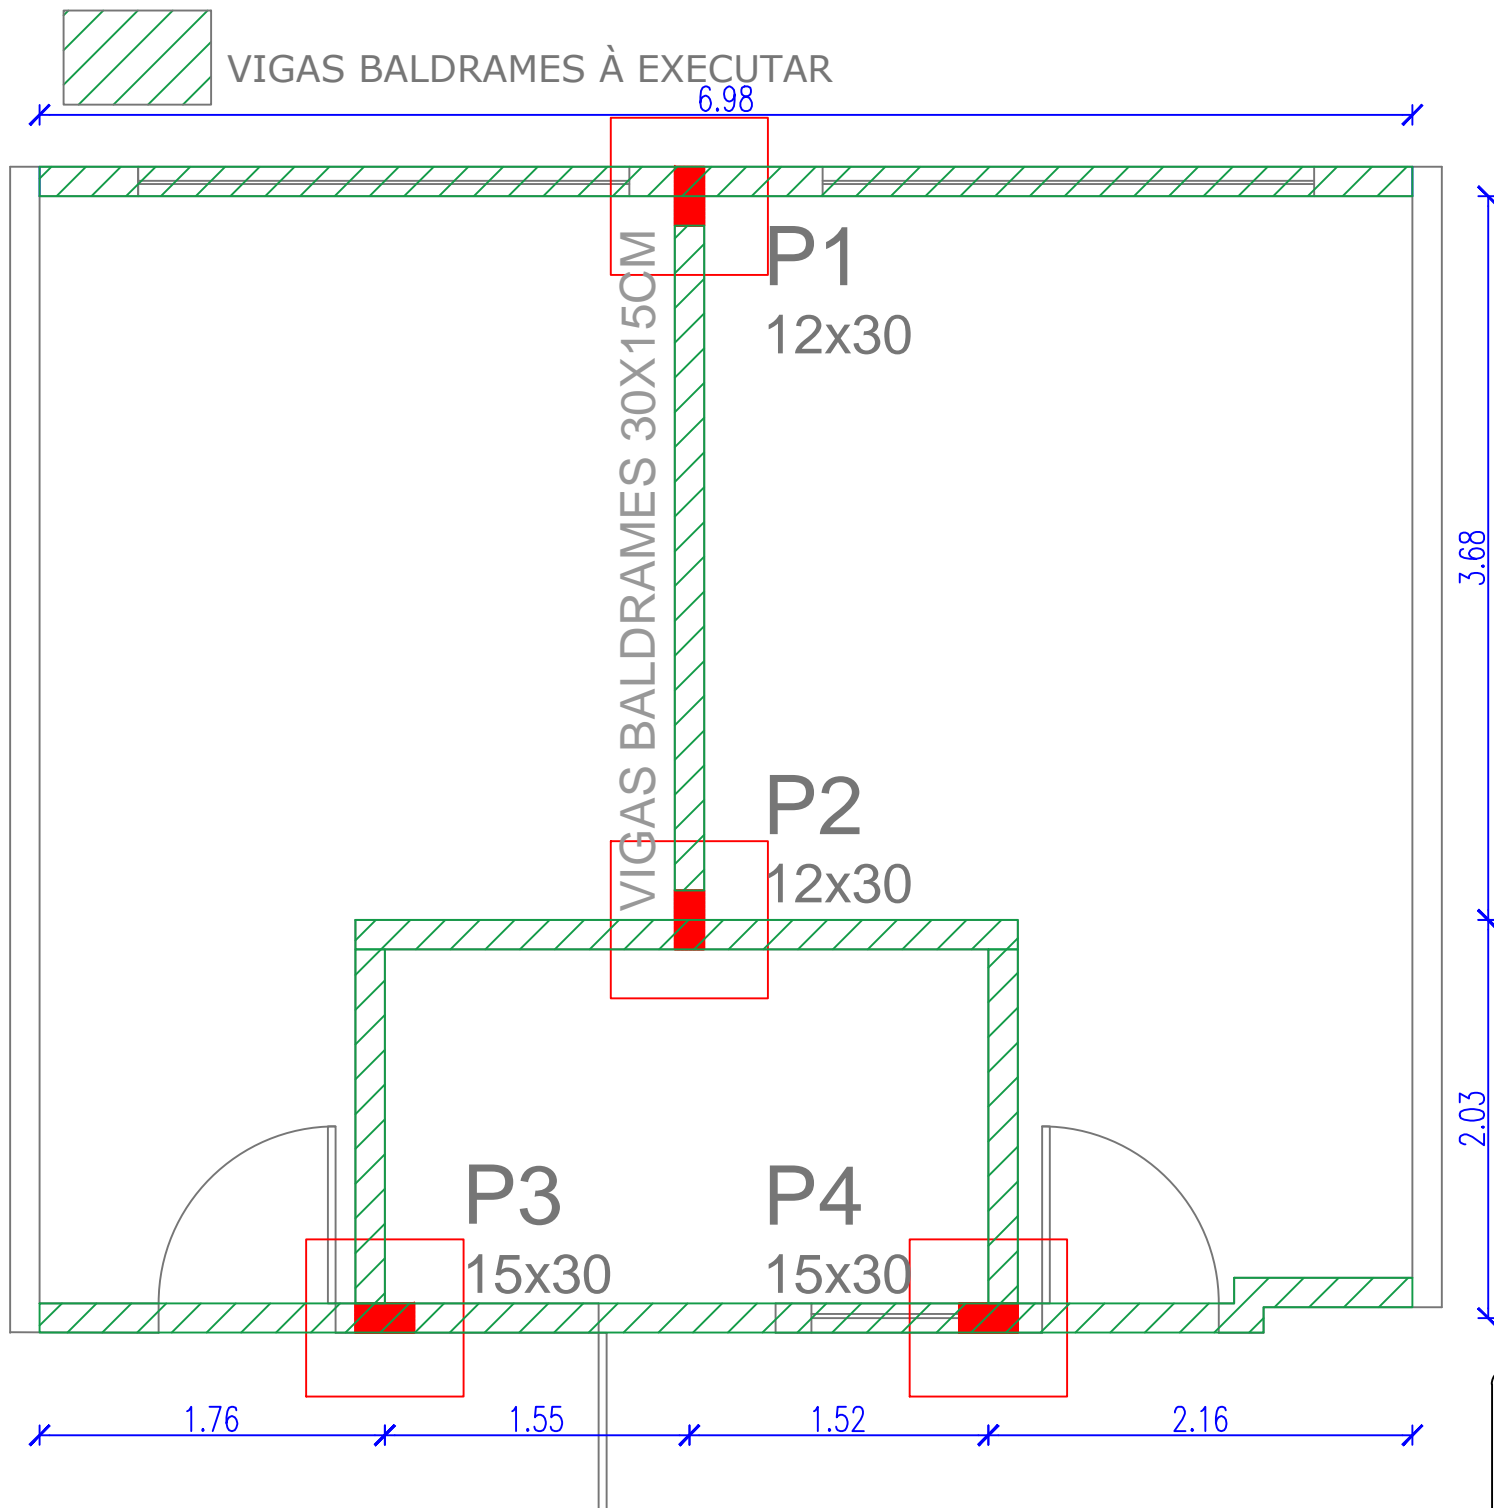 VIGAS BALDRAMES À EXECUTAR
6.98
P1
12x30
VIGAS BALDRAMES 30X15CM
3.68
P2
12x30
2.03
P3
15x30
P4
15x30
1.76
1.55
1.52
2.16